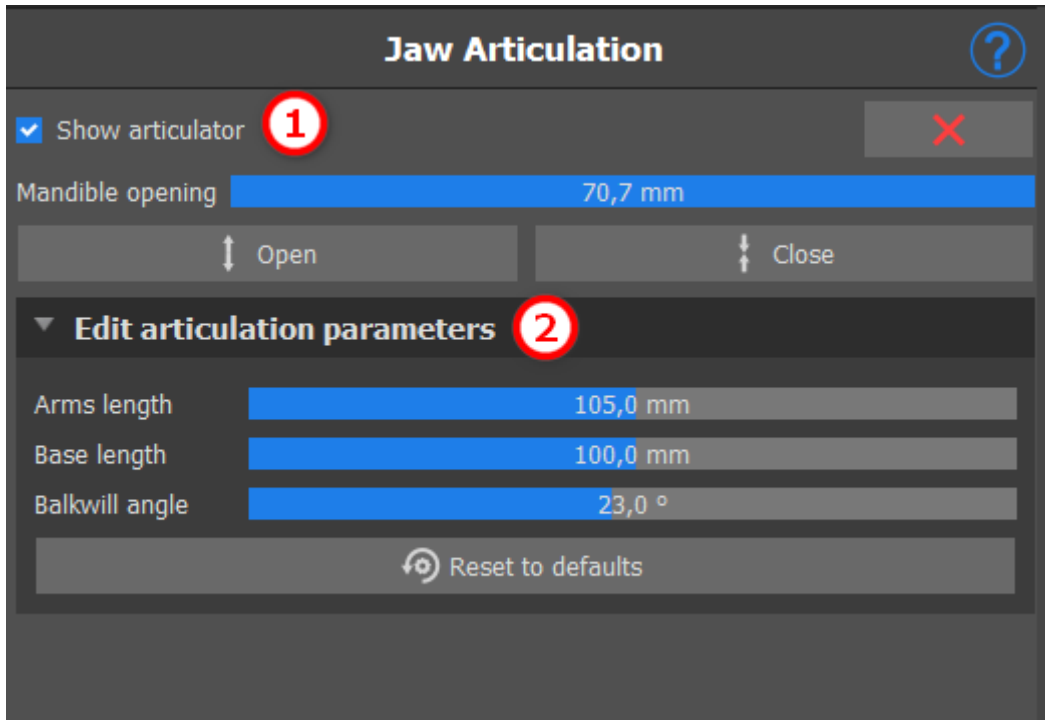 Jaw Articulation ?
Show articulator 1
Mandible opening 70,7 mm
Open Close
Edit articulation parameters 2
Arms length 105,0 mm
Base length 100,0 mm
Balkwill angle 23,0 °
Reset to defaults